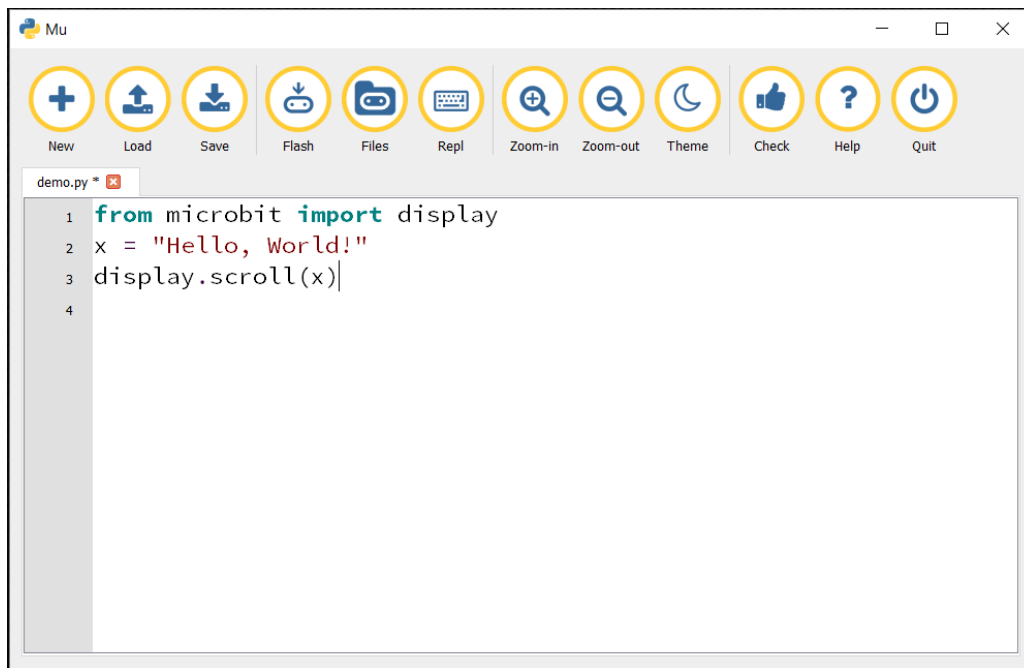 Mu
New Load Save Flash Files Repl Zoom-in Zoom-out Theme Check Help Quit
demo.py *
1 from microbit import display
2 x = "Hello, World!"
3 display.scroll(x)
4